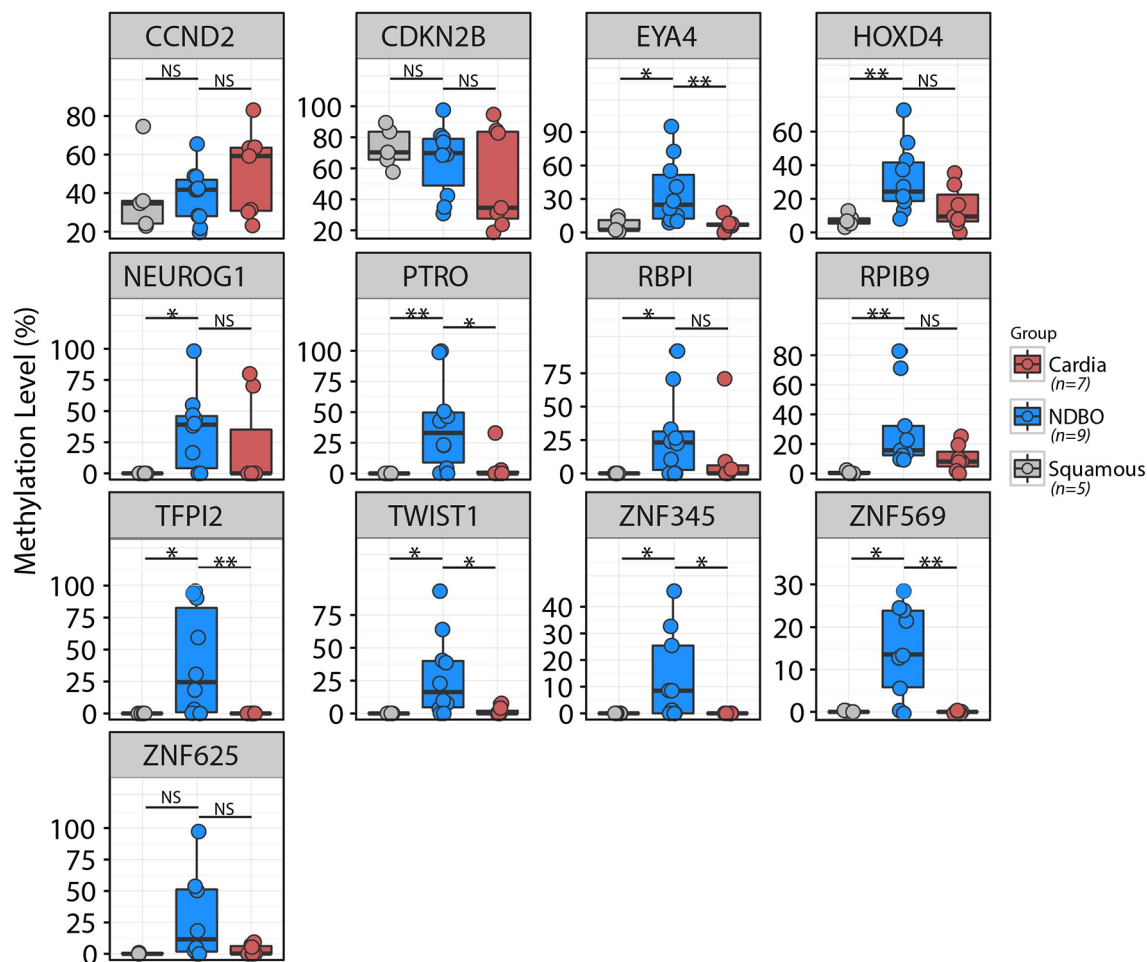 CCND2
CDKN2B
EYA4
HOXD4
NS
NS
NS
NS
*
**
**
NS
80
60
40
20
100
80
60
40
20
90
60
30
0
60
40
20
0
NEUROG1
PTRO
RBPI
RPIB9
*
NS
**
*
*
NS
**
NS
100
75
50
25
0
100
75
50
25
0
75
50
25
0
80
60
40
20
0
Methylation Level (%)
Group
Cardia
(n=7)
NDBO
(n=9)
Squamous
(n=5)
TFPI2
TWIST1
ZNF345
ZNF569
*
**
*
*
*
*
*
**
100
75
50
25
0
75
50
25
0
40
30
20
10
0
30
20
10
0
ZNF625
NS
NS
100
75
50
25
0